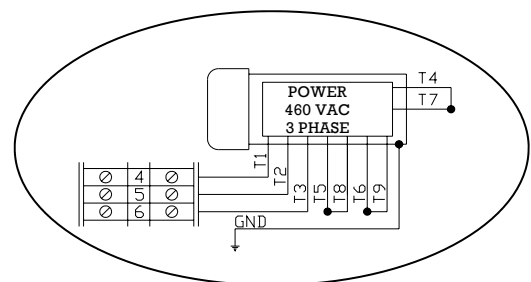 POWER
460 VAC
3 PHASE
T4
T7
T1
T2
T3
T5
T8
T6
T9
4
5
6
GND